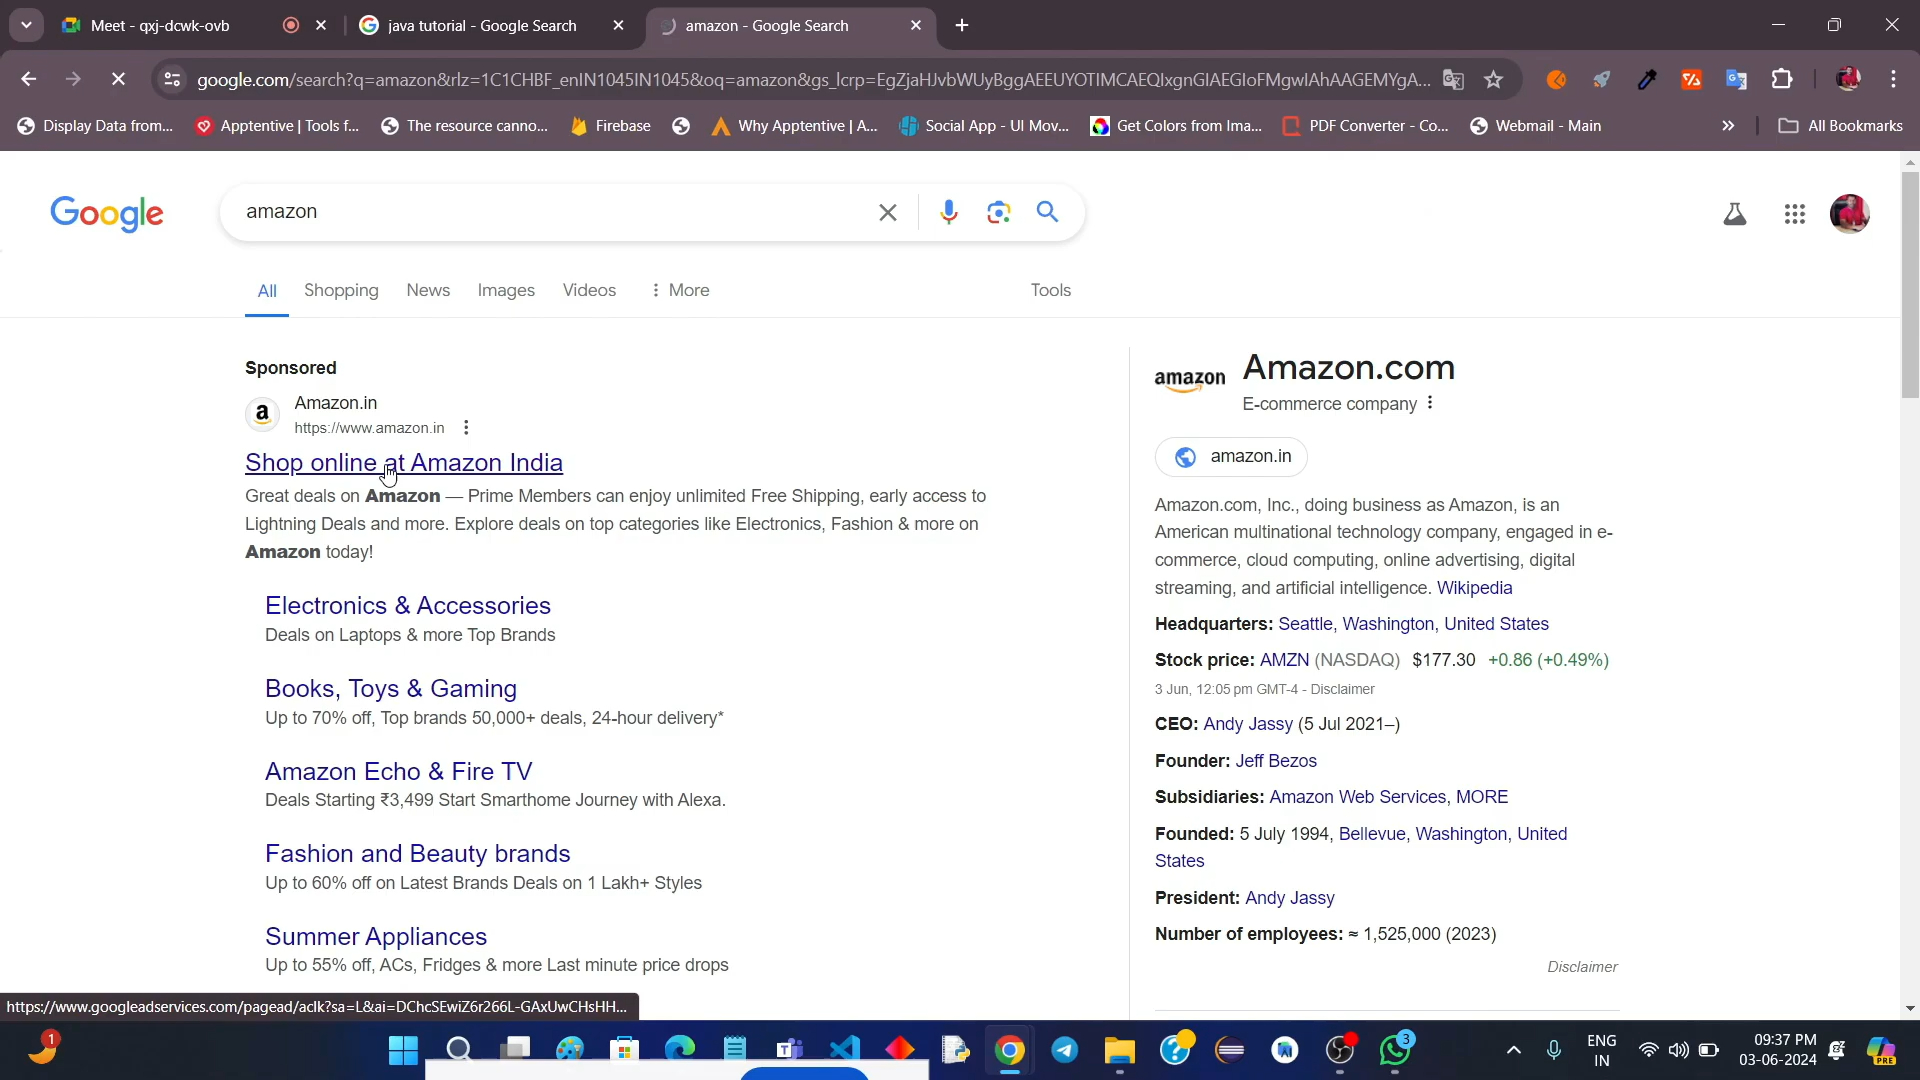 Meet - qxj-dcwk-ovb
java tutorial - Google Search
amazon - Google Search
google.com/search?q=amazon&rlz=1C1CHBF_enIN1045IN1045&oq=amazon&gs_lcrp=EgZjaHJvbWUyBggAEEUYOTIMCAEQIxgnGIAEGIoFMgwIAhAAGEMYgA...
Display Data from...
Apptentive | Tools f...
The resource canno...
Firebase
Why Apptentive | A...
Social App - UI Mov...
Get Colors from Ima...
PDF Converter - Co...
Webmail - Main
All Bookmarks
Google
amazon
All
Shopping
News
Images
Videos
More
Tools
Sponsored
Amazon.in
https://www.amazon.in
Shop online at Amazon India
Great deals on Amazon — Prime Members can enjoy unlimited Free Shipping, early access to
Lightning Deals and more. Explore deals on top categories like Electronics, Fashion & more on
Amazon today!
Electronics & Accessories
Deals on Laptops & more Top Brands
Books, Toys & Gaming
Up to 70% off, Top brands 50,000+ deals, 24-hour delivery*
Amazon Echo & Fire TV
Deals Starting ₹3,499 Start Smarthome Journey with Alexa.
Fashion and Beauty brands
Up to 60% off on Latest Brands Deals on 1 Lakh+ Styles
Summer Appliances
Up to 55% off, ACs, Fridges & more Last minute price drops
amazon
Amazon.com
E-commerce company
amazon.in
Amazon.com, Inc., doing business as Amazon, is an
American multinational technology company, engaged in e-
commerce, cloud computing, online advertising, digital
streaming, and artificial intelligence. Wikipedia
Headquarters: Seattle, Washington, United States
Stock price: AMZN (NASDAQ) $177.30 +0.86 (+0.49%)
3 Jun, 12:05 pm GMT-4 - Disclaimer
CEO: Andy Jassy (5 Jul 2021–)
Founder: Jeff Bezos
Subsidiaries: Amazon Web Services, MORE
Founded: 5 July 1994, Bellevue, Washington, United
States
President: Andy Jassy
Number of employees: ≈ 1,525,000 (2023)
Disclaimer
https://www.googleadservices.com/pagead/aclk?sa=L&ai=DChcSEwiZ6r266L-GAxUwCHsHH...
1
3
ENG
IN
09:37 PM
03-06-2024
PRE